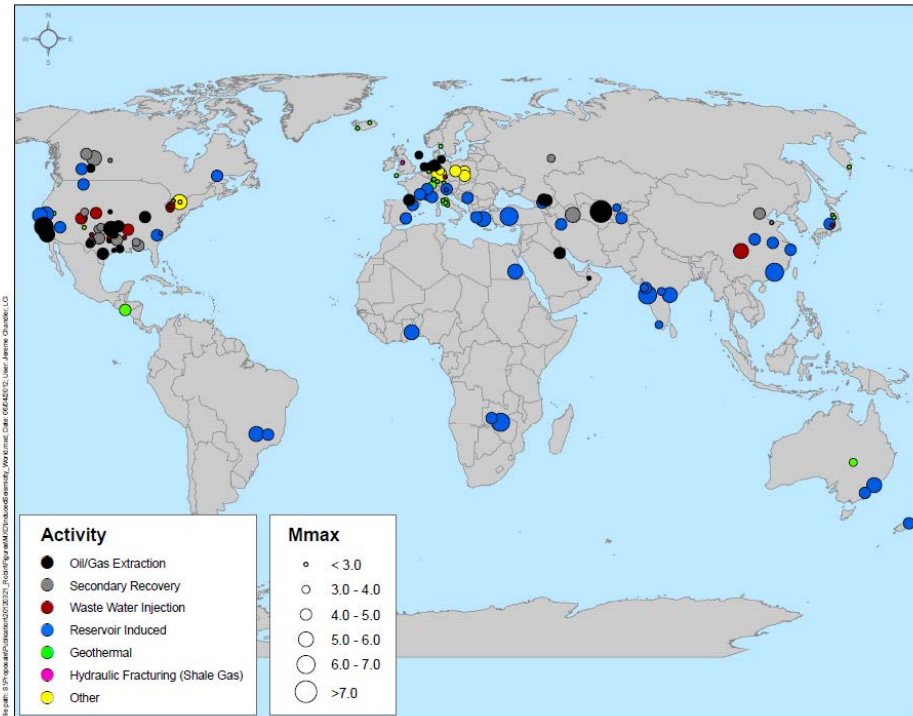 N
W
E
S
Activity
Oil/Gas Extraction
Secondary Recovery
Waste Water Injection
Reservoir Induced
Geothermal
Hydraulic Fracturing (Shale Gas)
Other
Mmax
< 3.0
3.0 - 4.0
4.0 - 5.0
5.0 - 6.0
6.0 - 7.0
>7.0